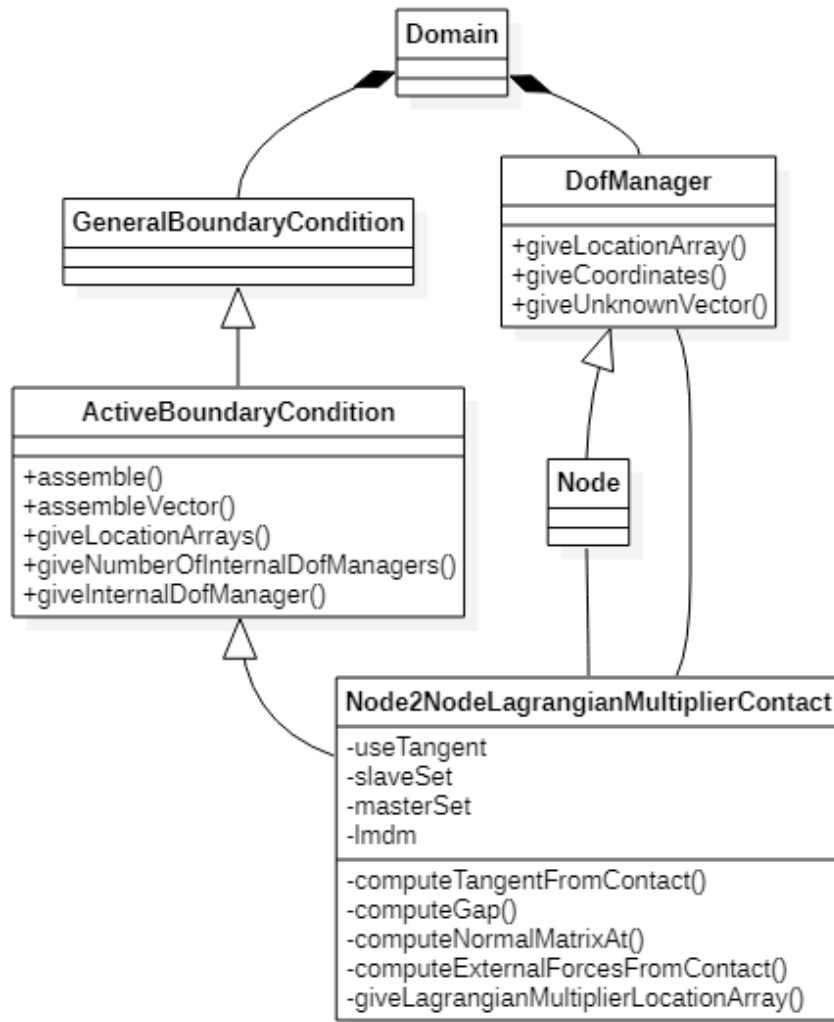 Domain
GeneralBoundaryCondition
DofManager
+giveLocationArray()
+giveCoordinates()
+giveUnknownVector()
ActiveBoundaryCondition
+assemble()
+assembleVector()
+giveLocationArrays()
+giveNumberOfInternalDofManagers()
+giveInternalDofManager()
Node
Node2NodeLagrangianMultiplierContact
-useTangent
-slaveSet
-masterSet
-lmdm
-computeTangentFromContact()
-computeGap()
-computeNormalMatrixAt()
-computeExternalForcesFromContact()
-giveLagrangianMultiplierLocationArray()